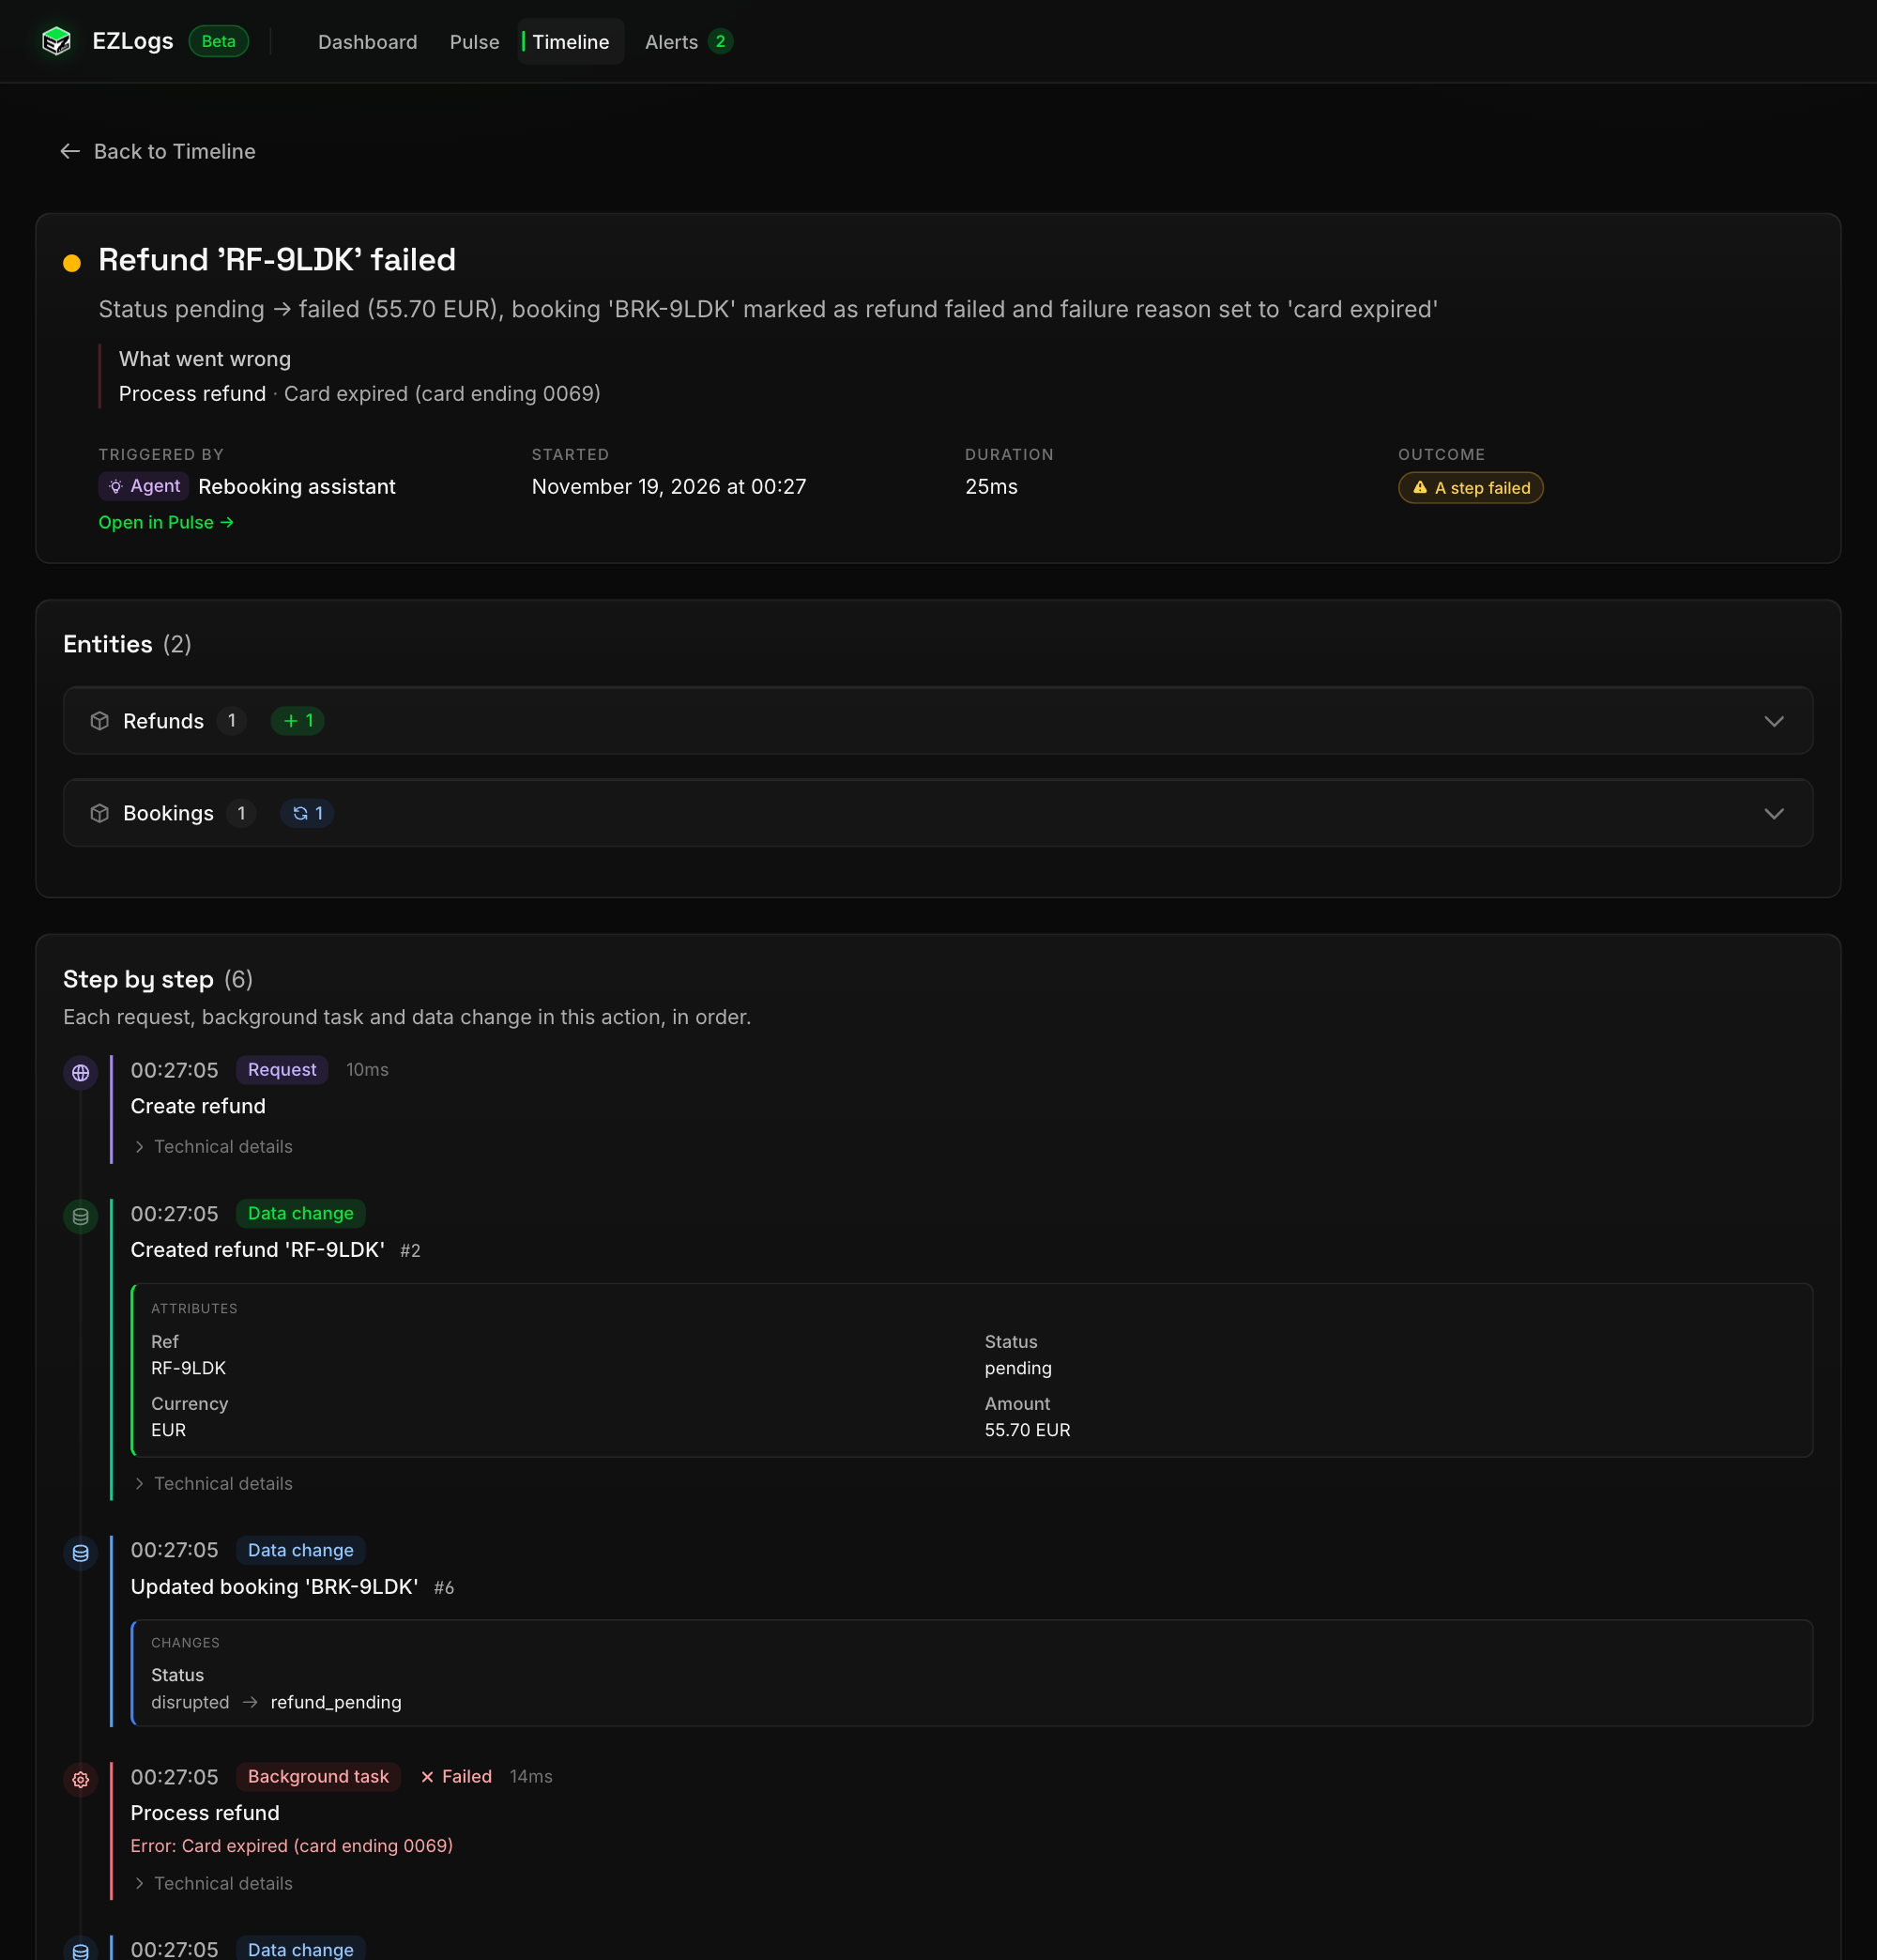 EZLogs Beta Dashboard Pulse Timeline Alerts 2
← Back to Timeline
Refund 'RF-9LDK' failed
Status pending → failed (55.70 EUR), booking 'BRK-9LDK' marked as refund failed and failure reason set to 'card expired'
What went wrong
Process refund · Card expired (card ending 0069)
TRIGGERED BY STARTED DURATION OUTCOME
Agent Rebooking assistant November 19, 2026 at 00:27 25ms A step failed
Open in Pulse →
Entities (2)
Refunds 1 + 1
Bookings 1 1
Step by step (6)
Each request, background task and data change in this action, in order.
00:27:05 Request 10ms
Create refund
Technical details
00:27:05 Data change
Created refund 'RF-9LDK' #2
ATTRIBUTES
Ref Status
RF-9LDK pending
Currency Amount
EUR 55.70 EUR
Technical details
00:27:05 Data change
Updated booking 'BRK-9LDK' #6
CHANGES
Status
disrupted → refund_pending
00:27:05 Background task × Failed 14ms
Process refund
Error: Card expired (card ending 0069)
Technical details
00:27:05 Data change